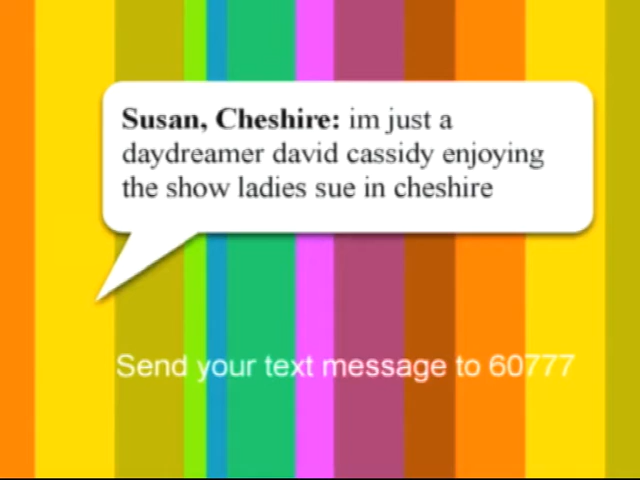 Susan, Cheshire: im just a
daydreamer david cassidy enjoying
the show ladies sue in cheshire
Send your text message to 60777